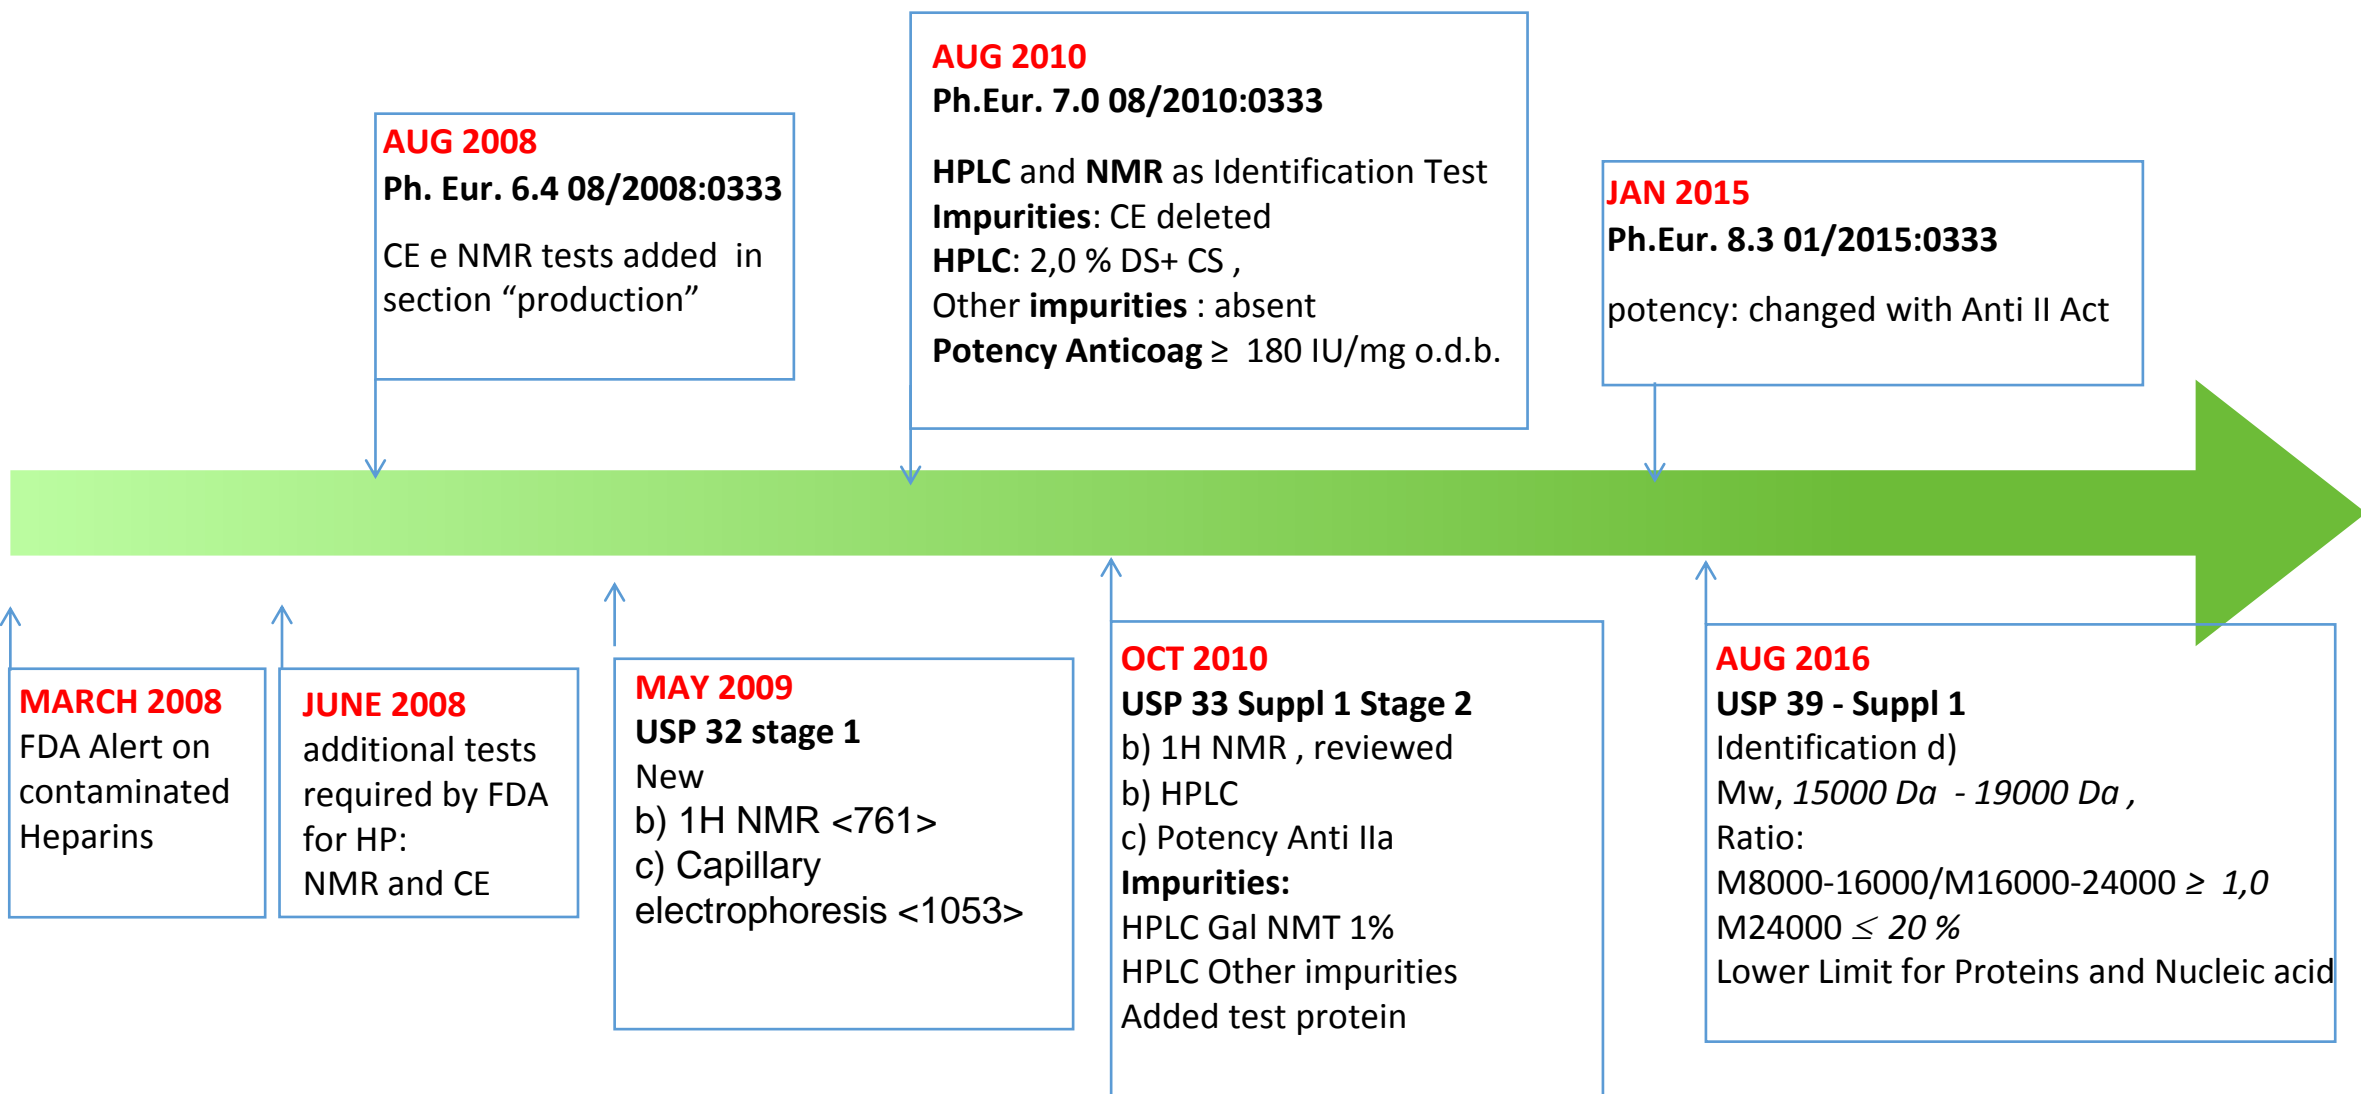 AUG 2008
Ph. Eur. 6.4 08/2008:0333
CE e NMR tests added in
section “production”
AUG 2010
Ph.Eur. 7.0 08/2010:0333
HPLC and NMR as Identification Test
Impurities: CE deleted
HPLC: 2,0 % DS+ CS ,
Other impurities : absent
Potency Anticoag ≥ 180 IU/mg o.d.b.
JAN 2015
Ph.Eur. 8.3 01/2015:0333
potency: changed with Anti II Act
MARCH 2008
FDA Alert on
contaminated
Heparins
JUNE 2008
additional tests
required by FDA
for HP:
NMR and CE
MAY 2009
USP 32 stage 1
New
b) 1H NMR <761>
c) Capillary
electrophoresis <1053>
OCT 2010
USP 33 Suppl 1 Stage 2
b) 1H NMR , reviewed
b) HPLC
c) Potency Anti IIa
Impurities:
HPLC Gal NMT 1%
HPLC Other impurities
Added test protein
AUG 2016
USP 39 - Suppl 1
Identification d)
Mw, 15000 Da - 19000 Da ,
Ratio:
M8000-16000/M16000-24000 ≥ 1,0
M24000 ≤ 20 %
Lower Limit for Proteins and Nucleic acid